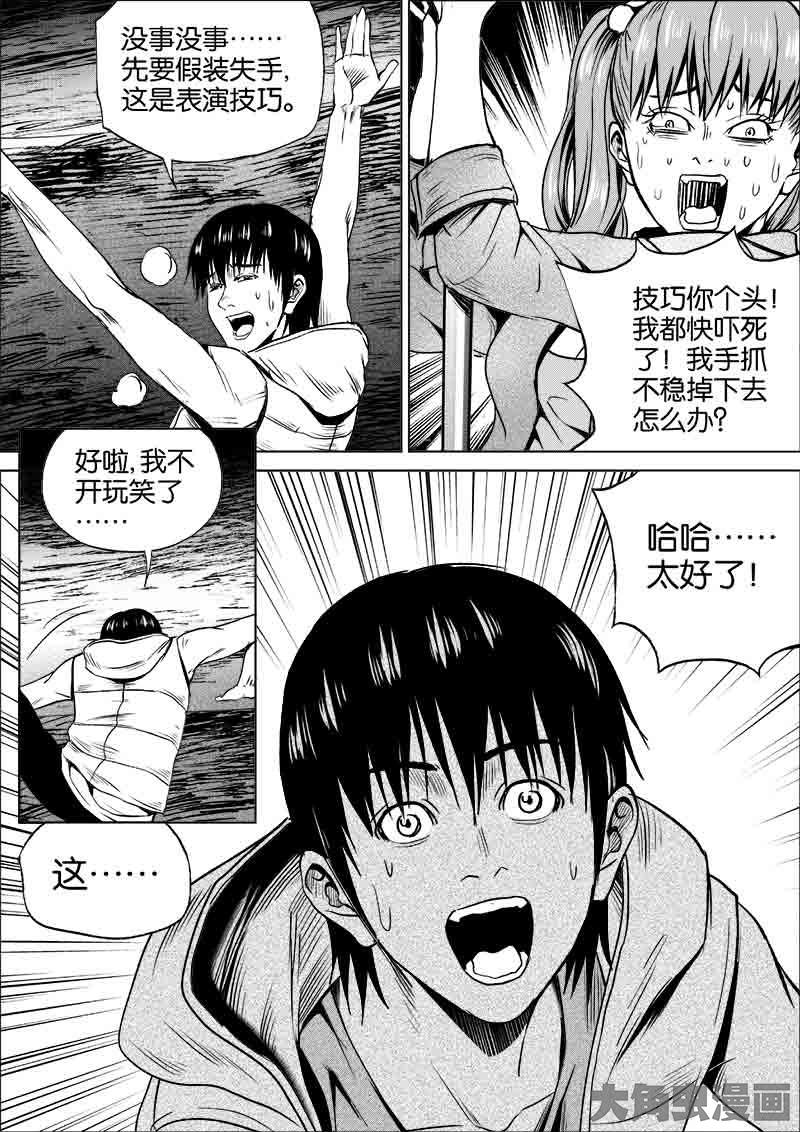 没事没事……
先要假装失手，
这是表演技巧。
技巧你个头！
我都快吓死
了！我手抓
不稳掉下去
怎么办？
好啦，我不
开玩笑了
……
哈哈……
太好了！
这……
大角虫漫画